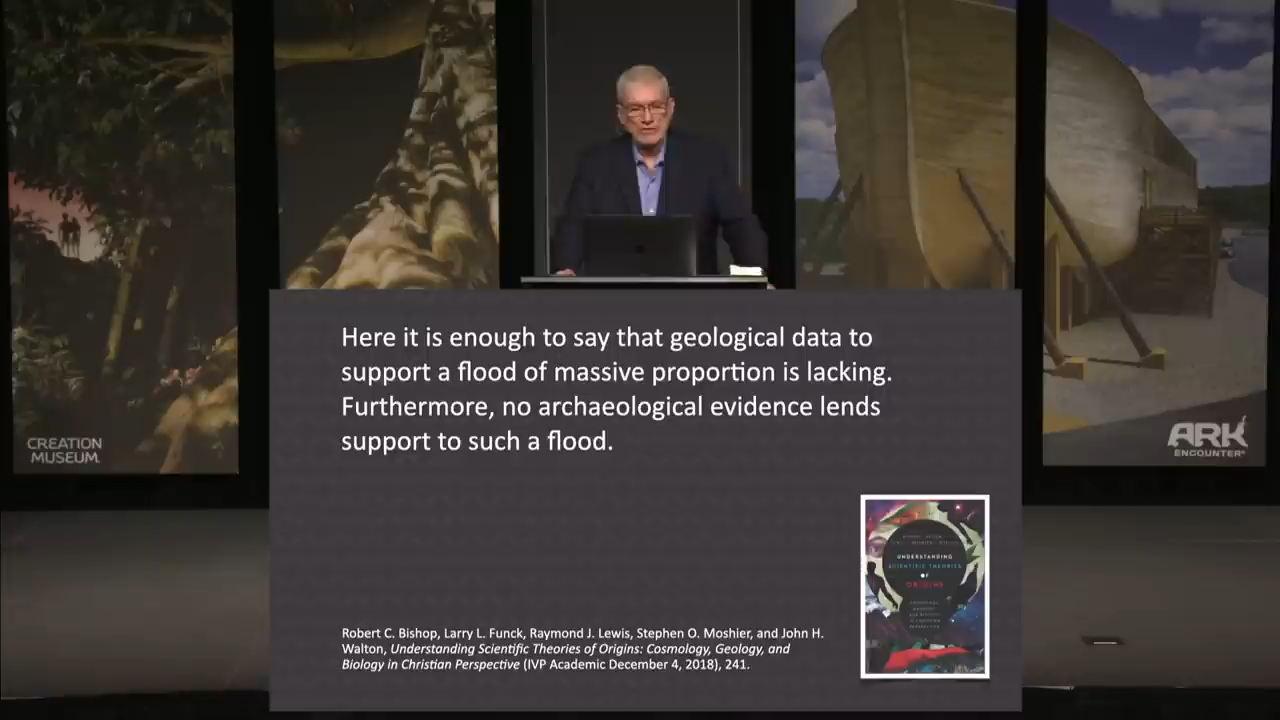 CREATION
MUSEUM
ARK
ENCOUNTER
Here it is enough to say that geological data to
support a flood of massive proportion is lacking.
Furthermore, no archaeological evidence lends
support to such a flood.
UNDERSTANDING
SCIENTIFIC THEORIES
OF
ORIGINS
Robert C. Bishop, Larry L. Funck, Raymond J. Lewis, Stephen O. Moshier, and John H.
Walton, Understanding Scientific Theories of Origins: Cosmology, Geology, and
Biology in Christian Perspective (IVP Academic December 4, 2018), 241.